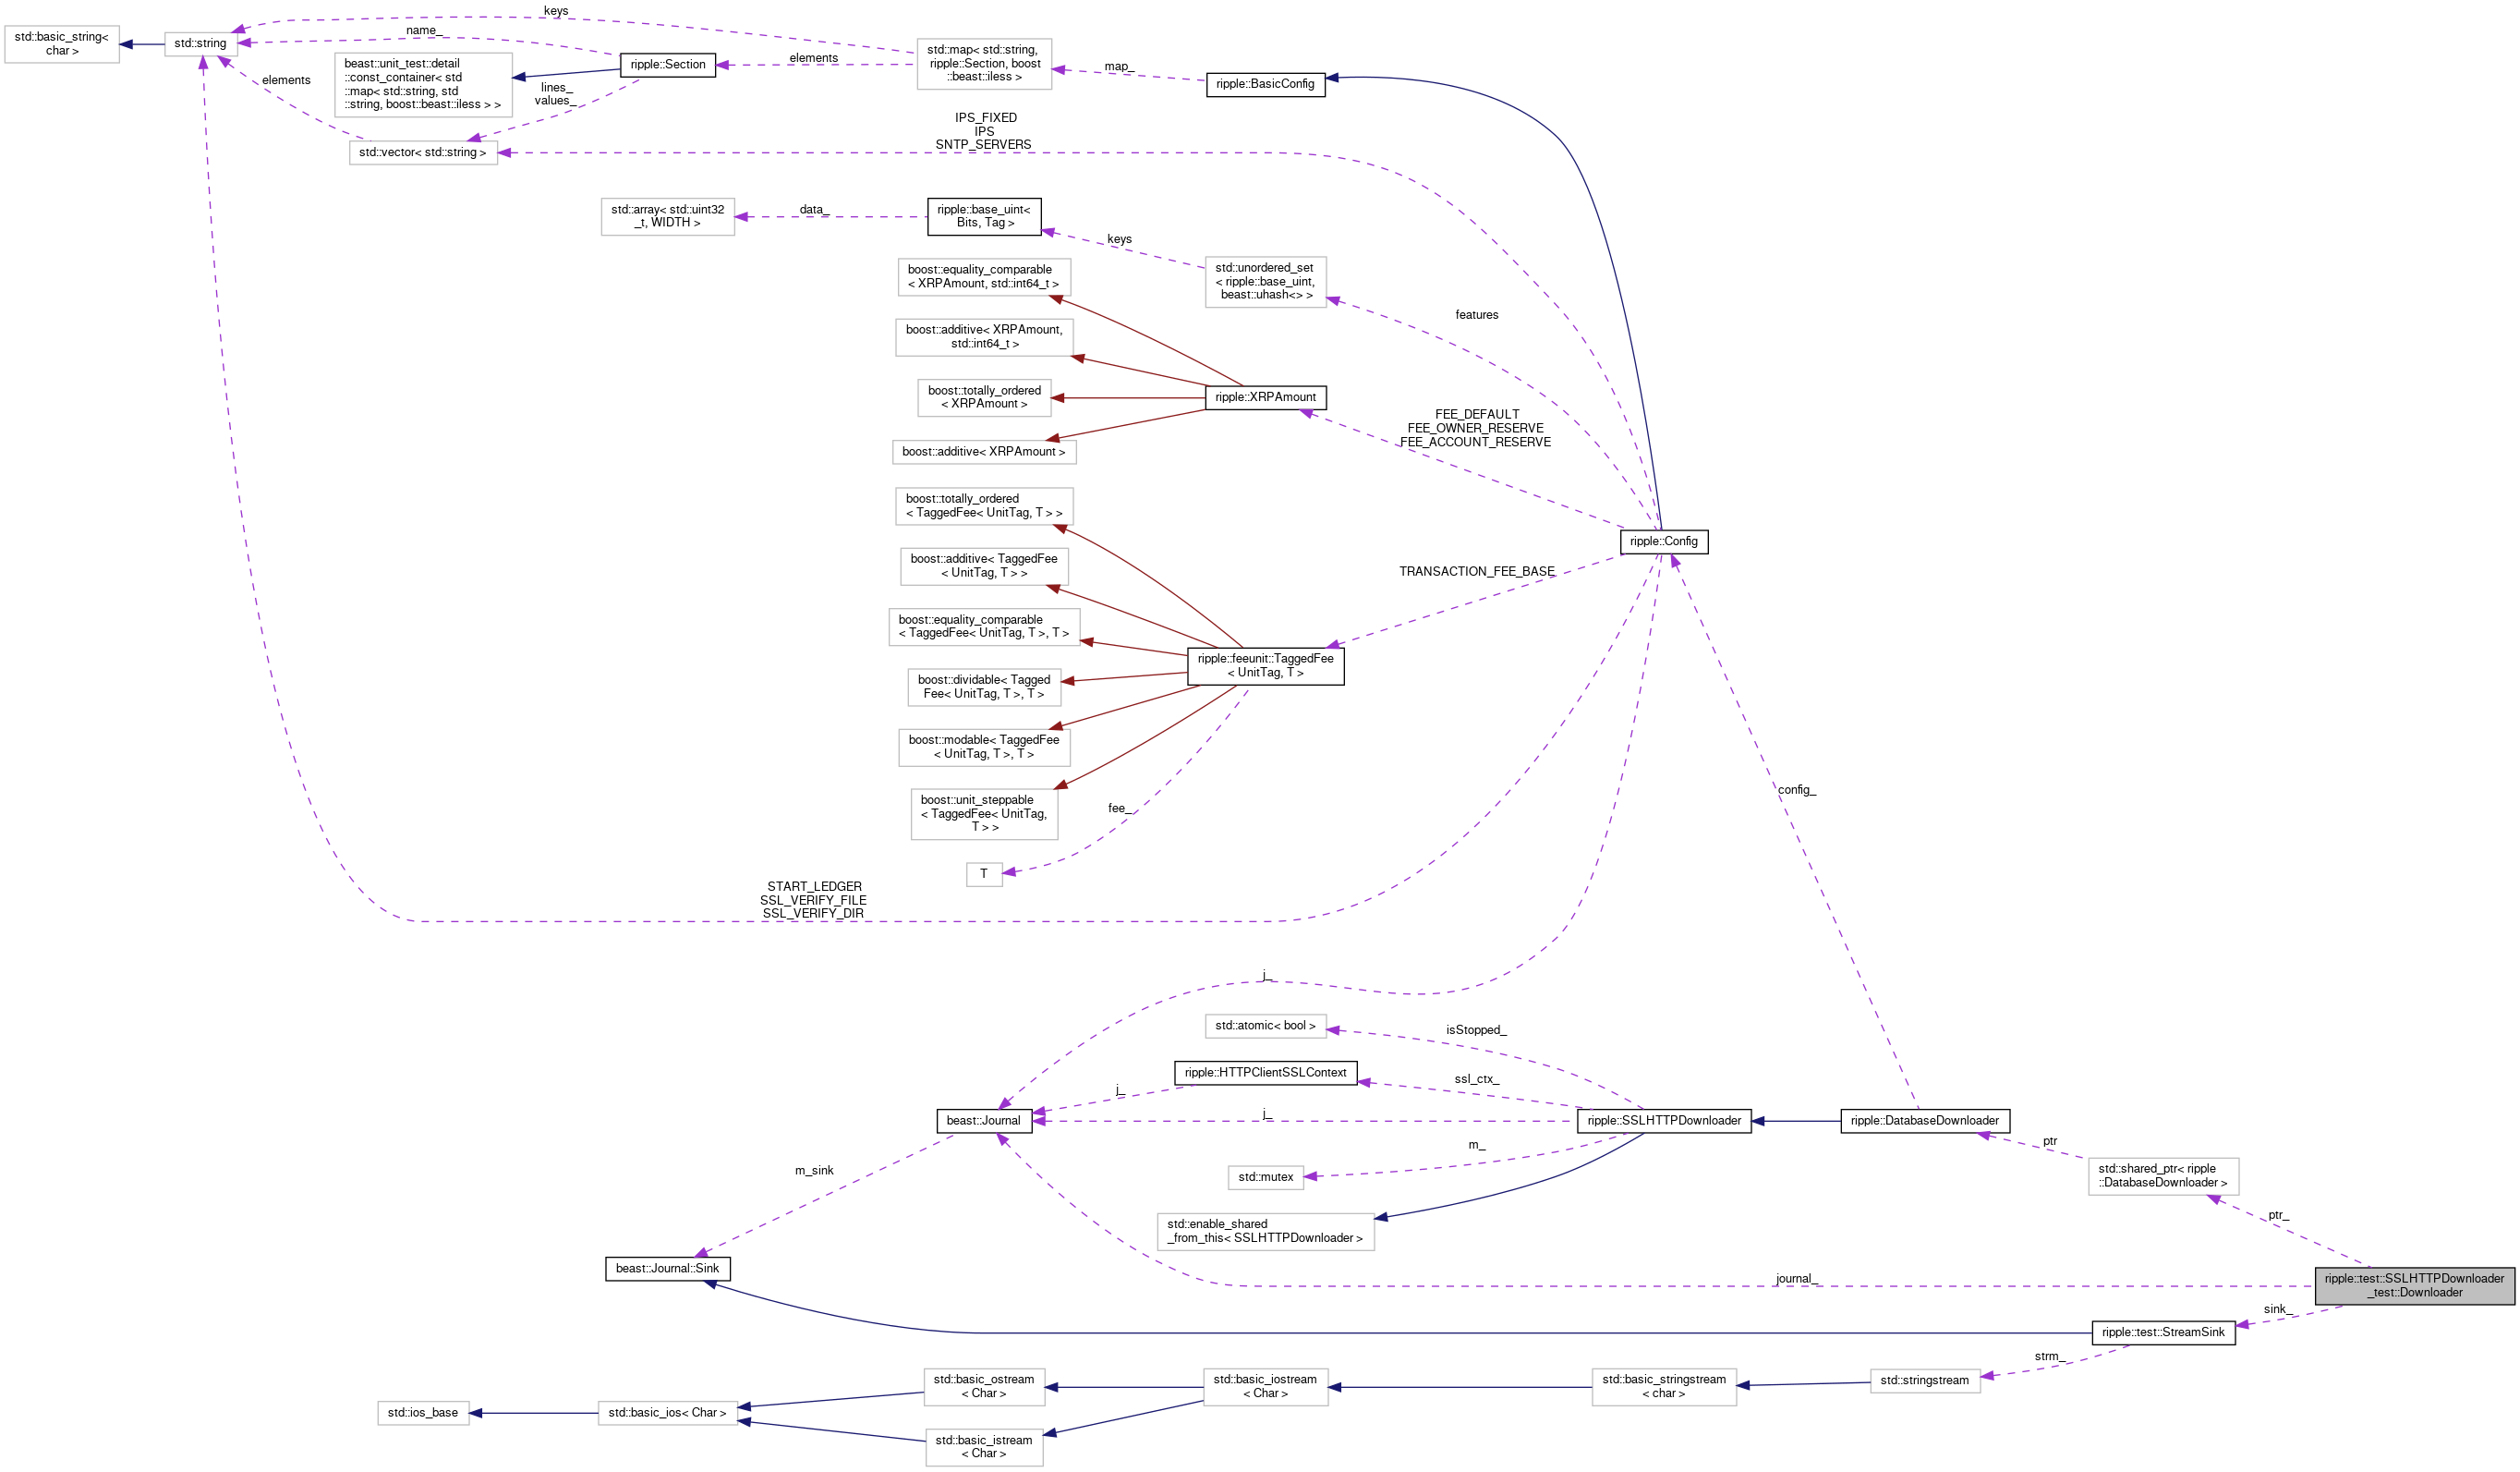 keys
std::basic_string<
char >
std::string
name_
std::map< std::string,
ripple::Section, boost
::beast::iless >
elements
ripple::Section
beast::unit_test::detail
::const_container< std
::map< std::string, std
::string, boost::beast::iless > >
map_
ripple::BasicConfig
elements
lines_
values_
IPS_FIXED
IPS
SNTP_SERVERS
std::vector< std::string >
std::array< std::uint32
_t, WIDTH >
data_
ripple::base_uint<
Bits, Tag >
keys
std::unordered_set
< ripple::base_uint,
beast::uhash<> >
boost::equality_comparable
< XRPAmount, std::int64_t >
features
boost::additive< XRPAmount,
std::int64_t >
boost::totally_ordered
< XRPAmount >
ripple::XRPAmount
FEE_DEFAULT
FEE_OWNER_RESERVE
FEE_ACCOUNT_RESERVE
boost::additive< XRPAmount >
boost::totally_ordered
< TaggedFee< UnitTag, T > >
ripple::Config
boost::additive< TaggedFee
< UnitTag, T > >
TRANSACTION_FEE_BASE
boost::equality_comparable
< TaggedFee< UnitTag, T >, T >
ripple::feeunit::TaggedFee
< UnitTag, T >
boost::dividable< Tagged
Fee< UnitTag, T >, T >
boost::modable< TaggedFee
< UnitTag, T >, T >
config_
boost::unit_steppable
< TaggedFee< UnitTag,
T > >
fee_
T
START_LEDGER
SSL_VERIFY_FILE
SSL_VERIFY_DIR
j_
std::atomic< bool >
isStopped_
ripple::HTTPClientSSLContext
ssl_ctx_
j_
beast::Journal
j_
ripple::SSLHTTPDownloader
ripple::DatabaseDownloader
m_sink
std::mutex
m_
ptr
std::shared_ptr< ripple
::DatabaseDownloader >
std::enable_shared
_from_this< SSLHTTPDownloader >
ptr_
beast::Journal::Sink
journal_
ripple::test::SSLHTTPDownloader
_test::Downloader
sink_
ripple::test::StreamSink
strm_
std::basic_ostream
< Char >
std::basic_iostream
< Char >
std::basic_stringstream
< char >
std::stringstream
std::ios_base
std::basic_ios< Char >
std::basic_istream
< Char >